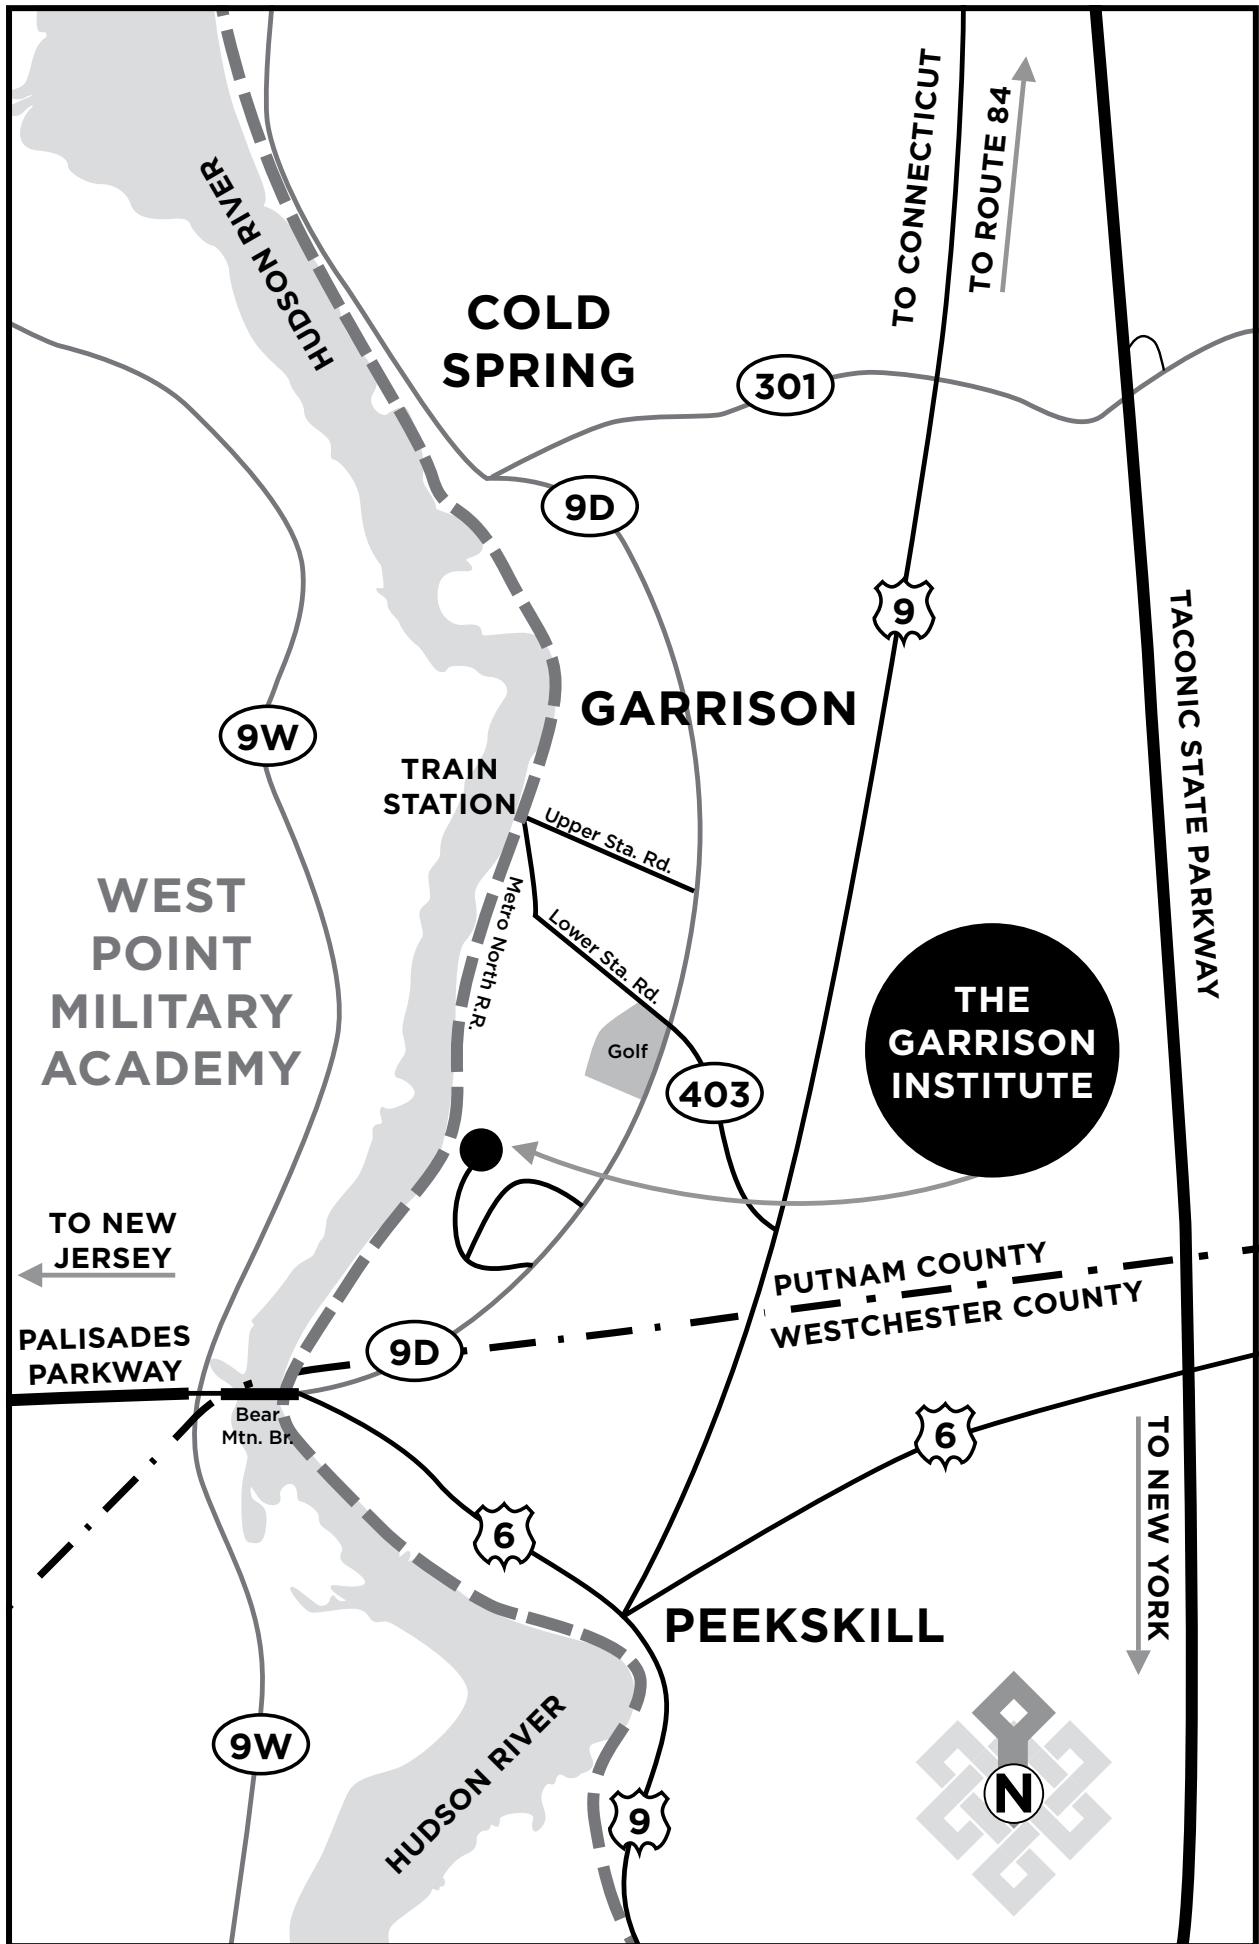 TO CONNECTICUT
TO ROUTE 84
HUDSON RIVER
COLD
SPRING
301
9D
9
TACONIC STATE PARKWAY
GARRISON
9W
TRAIN
STATION
Upper Sta. Rd.
WEST
POINT
MILITARY
ACADEMY
Metro North R.R.
Lower Sta. Rd.
THE
GARRISON
INSTITUTE
Golf
403
TO NEW
JERSEY
PUTNAM COUNTY
WESTCHESTER COUNTY
PALISADES
PARKWAY
9D
Bear
Mtn. Br.
6
TO NEW YORK
6
PEEKSKILL
HUDSON RIVER
9W
9
N